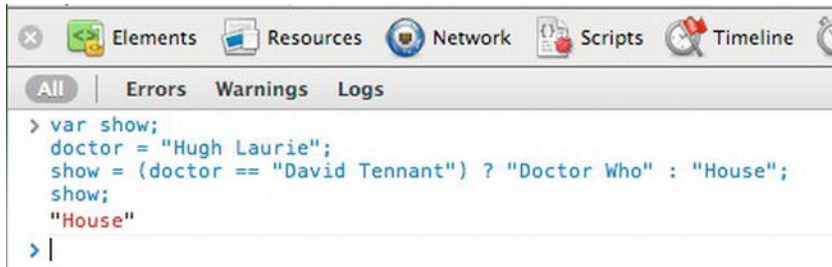 Elements Resources Network Scripts Timeline
All Errors Warnings Logs
> var show;
doctor = "Hugh Laurie";
show = (doctor == "David Tennant") ? "Doctor Who" : "House";
show;
"House"
>